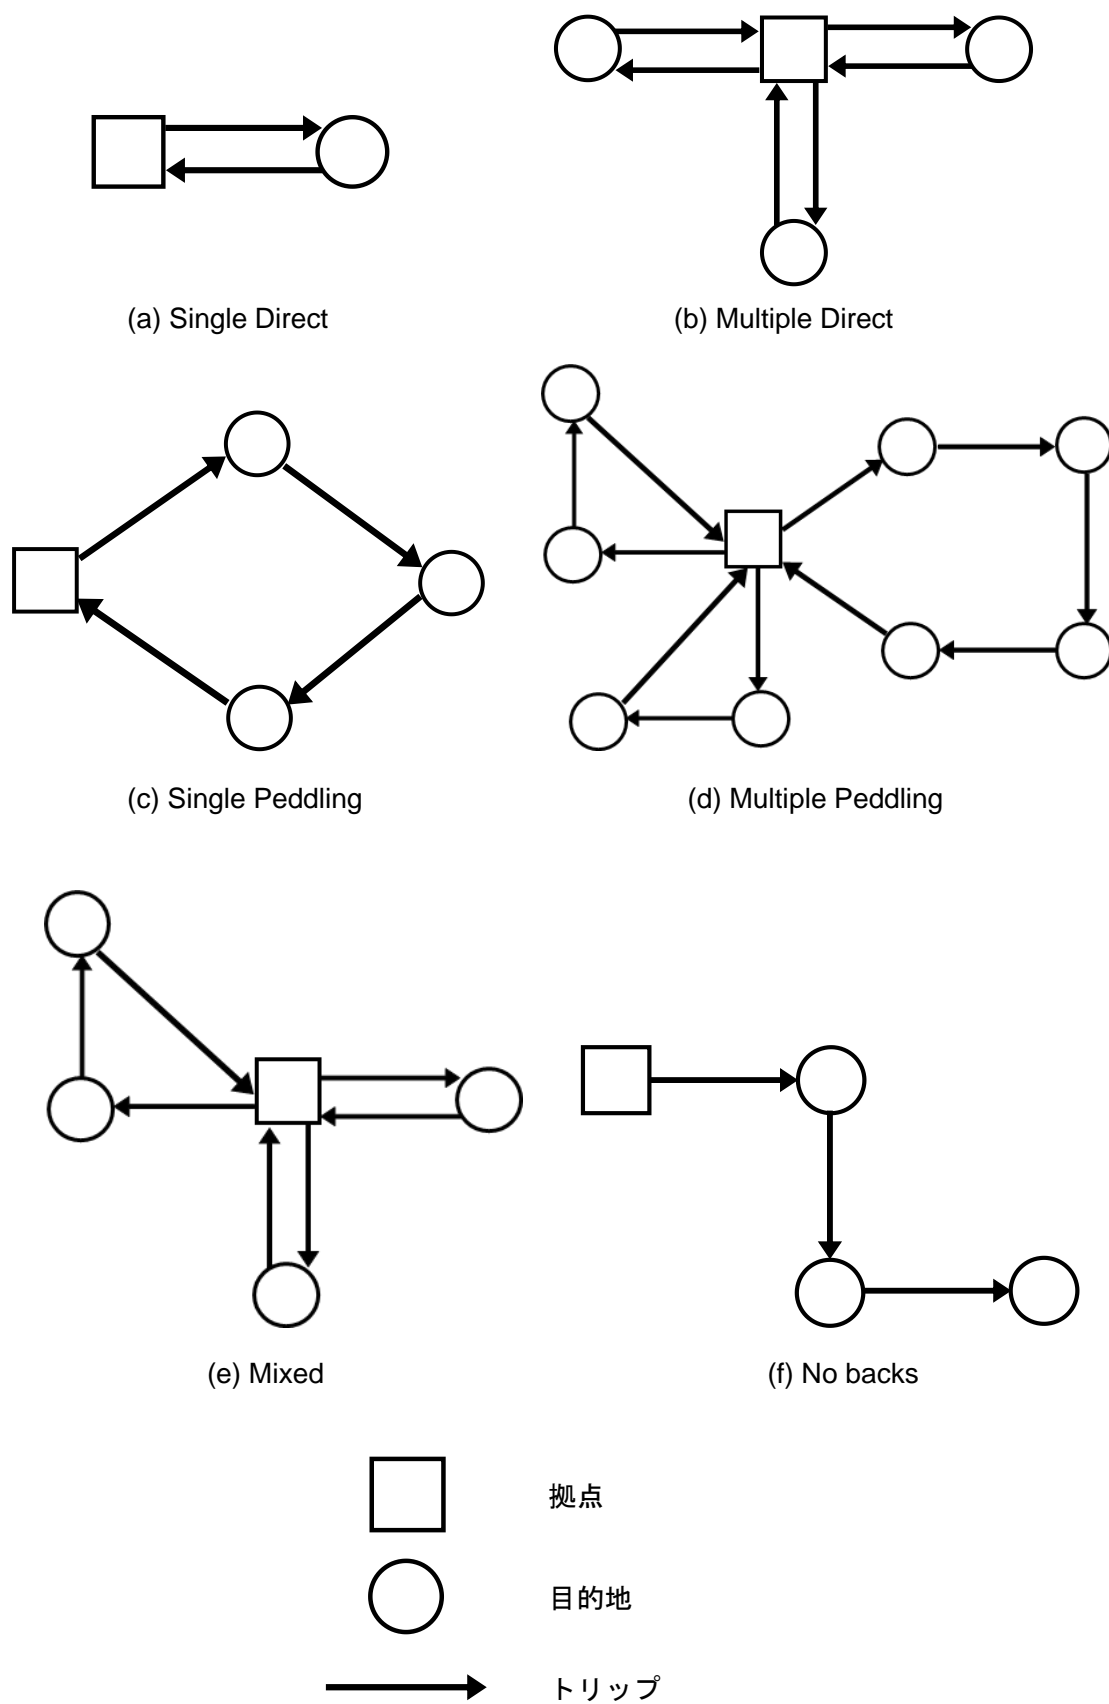 (a) Single Direct
(b) Multiple Direct
(c) Single Peddling
(d) Multiple Peddling
(e) Mixed
(f) No backs
拠点
目的地
トリップ